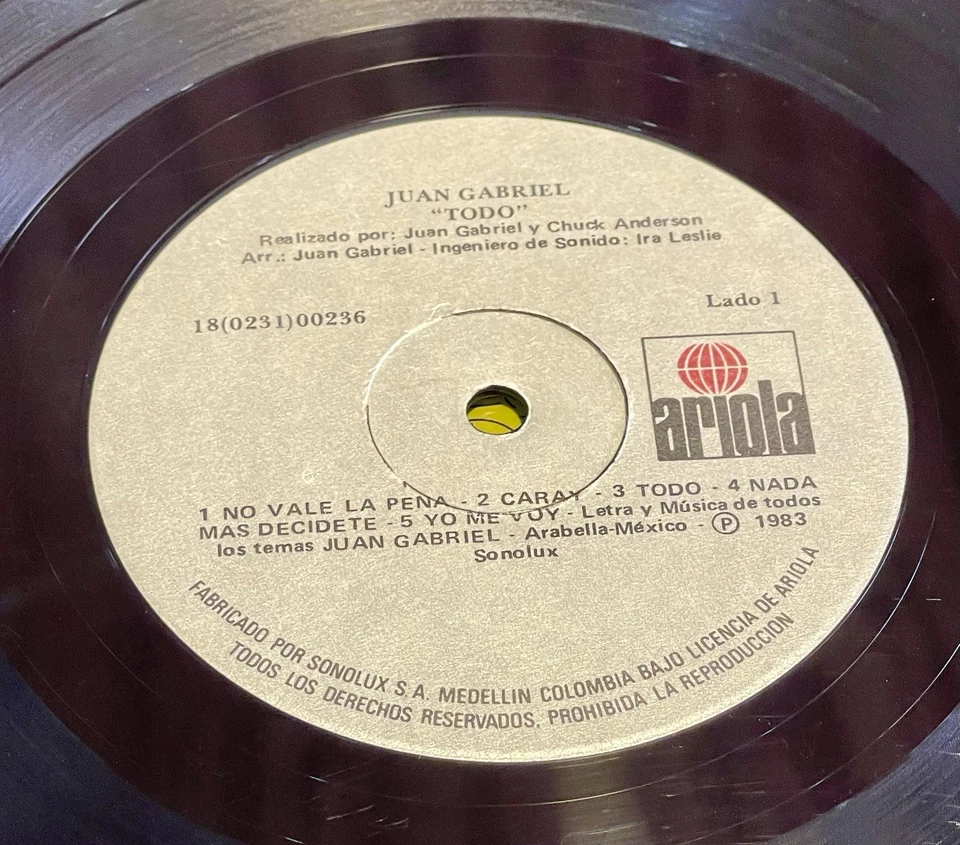 JUAN GABRIEL
“TODO”
Realizado por: Juan Gabriel y Chuck Anderson
Arr.: Juan Gabriel - Ingeniero de Sonido: Ira Leslie
Lado 1
18(0231)00236
ariola
1 NO VALE LA PENA - 2 CARAY - 3 TODO - 4 NADA
MAS DECIDETE - 5 YO ME VOY - Letra y Música de todos
los temas JUAN GABRIEL - Arabella-México - Ⓟ 1983
Sonolux
FABRICADO POR SONOLUX S.A. MEDELLIN COLOMBIA BAJO LICENCIA DE ARIOLA
TODOS LOS DERECHOS RESERVADOS. PROHIBIDA LA REPRODUCCION